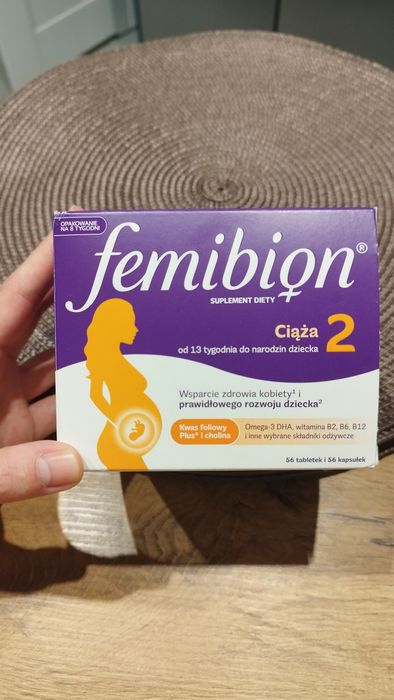 OPAKOWANIE
NA 8 TYGODNI
femibion®
SUPLEMENT DIETY
Ciąża 2
od 13 tygodnia do narodzin dziecka
Wsparcie zdrowia kobiety¹ i
prawidłowego rozwoju dziecka²
Kwas foliowy
Plus* i cholina
Omega-3 DHA, witamina B2, B6, B12
i inne wybrane składniki odżywcze
56 tabletek i 56 kapsułek